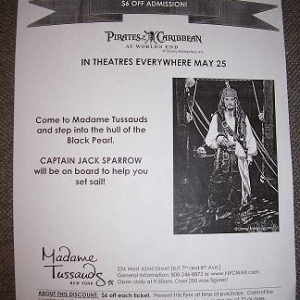 $6 OFF ADMISSION!
PIRATES of the CARIBBEAN
AT WORLD'S END
IN THEATRES EVERYWHERE MAY 25
Come to Madame Tussauds
and step into the hull of the
Black Pearl.
CAPTAIN JACK SPARROW
will be on board to help you
set sail!
Madame
Tussauds
NEW YORK
234 West 42nd Street (b/t 7th and 8th Ave.)
General Information: 800-246-8872 or www.NYCWAX.com
Open daily at 9:30am. Over 200 wax figures!
ABOUT THIS DISCOUNT: $6 off each ticket. Present this flyer at time of purchase. Cannot be